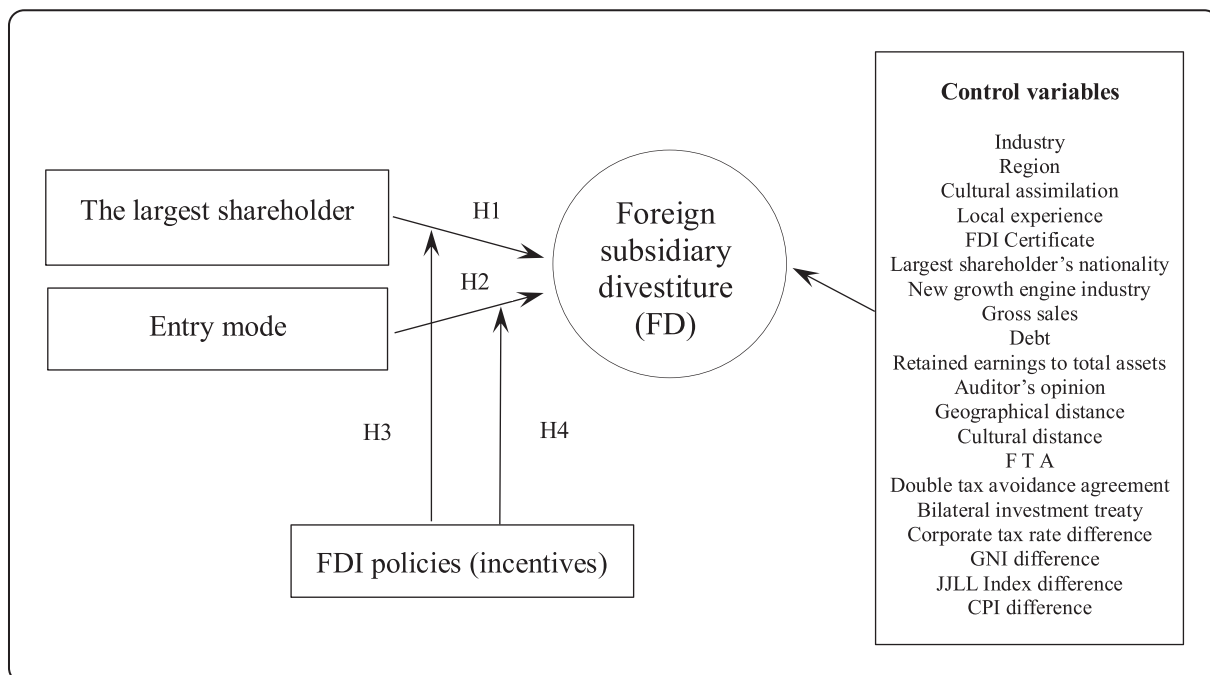 The largest shareholder
Entry mode
H1
H2
H3
H4
Foreign
subsidiary
divestiture
(FD)
FDI policies (incentives)
Control variables
Industry
Region
Cultural assimilation
Local experience
FDI Certificate
Largest shareholder’s nationality
New growth engine industry
Gross sales
Debt
Retained earnings to total assets
Auditor’s opinion
Geographical distance
Cultural distance
F T A
Double tax avoidance agreement
Bilateral investment treaty
Corporate tax rate difference
GNI difference
JJLL Index difference
CPI difference